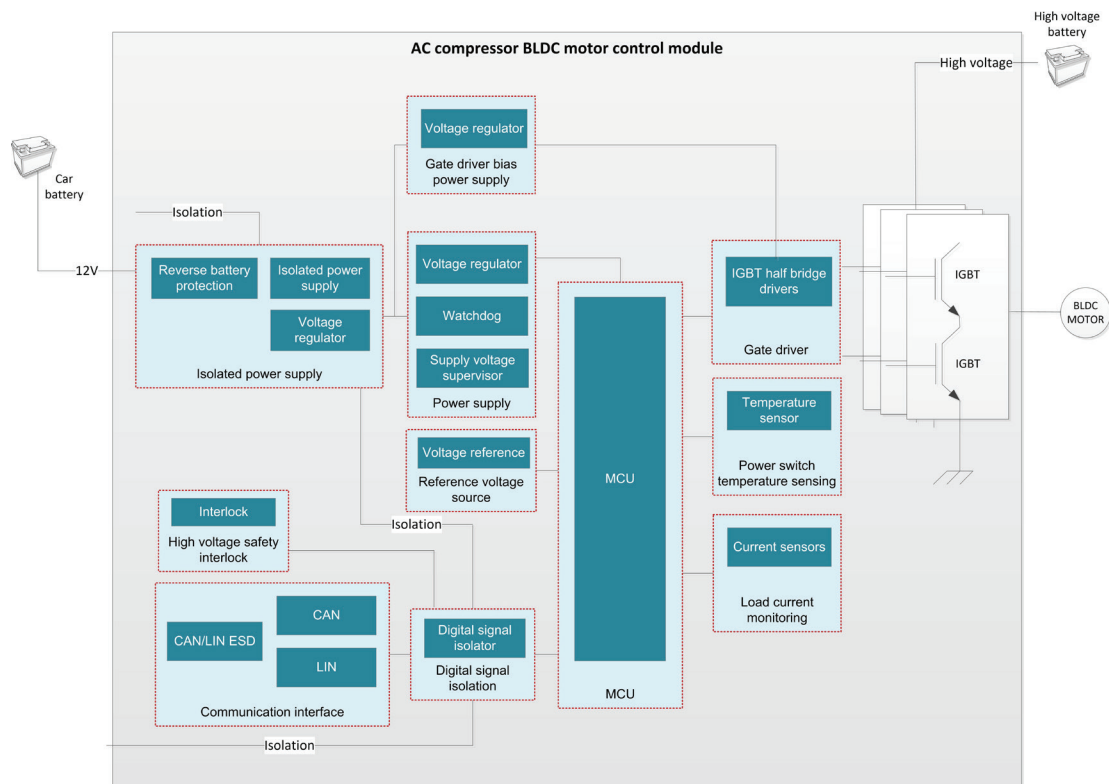 High voltage
battery
AC compressor BLDC motor control module
High voltage
Car
battery
Voltage regulator
Gate driver bias
power supply
Isolation
12V
Reverse battery
protection
Isolated power
supply
Voltage
regulator
Isolated power supply
Voltage regulator
Watchdog
Supply voltage
supervisor
Power supply
IGBT half bridge
drivers
Gate driver
IGBT
IGBT
BLDC
MOTOR
Voltage reference
Reference voltage
source
MCU
MCU
Temperature
sensor
Power switch
temperature sensing
Interlock
High voltage safety
interlock
Isolation
Current sensors
Load current
monitoring
CAN/LIN ESD
CAN
LIN
Communication interface
Digital signal
isolator
Digital signal
isolation
Isolation